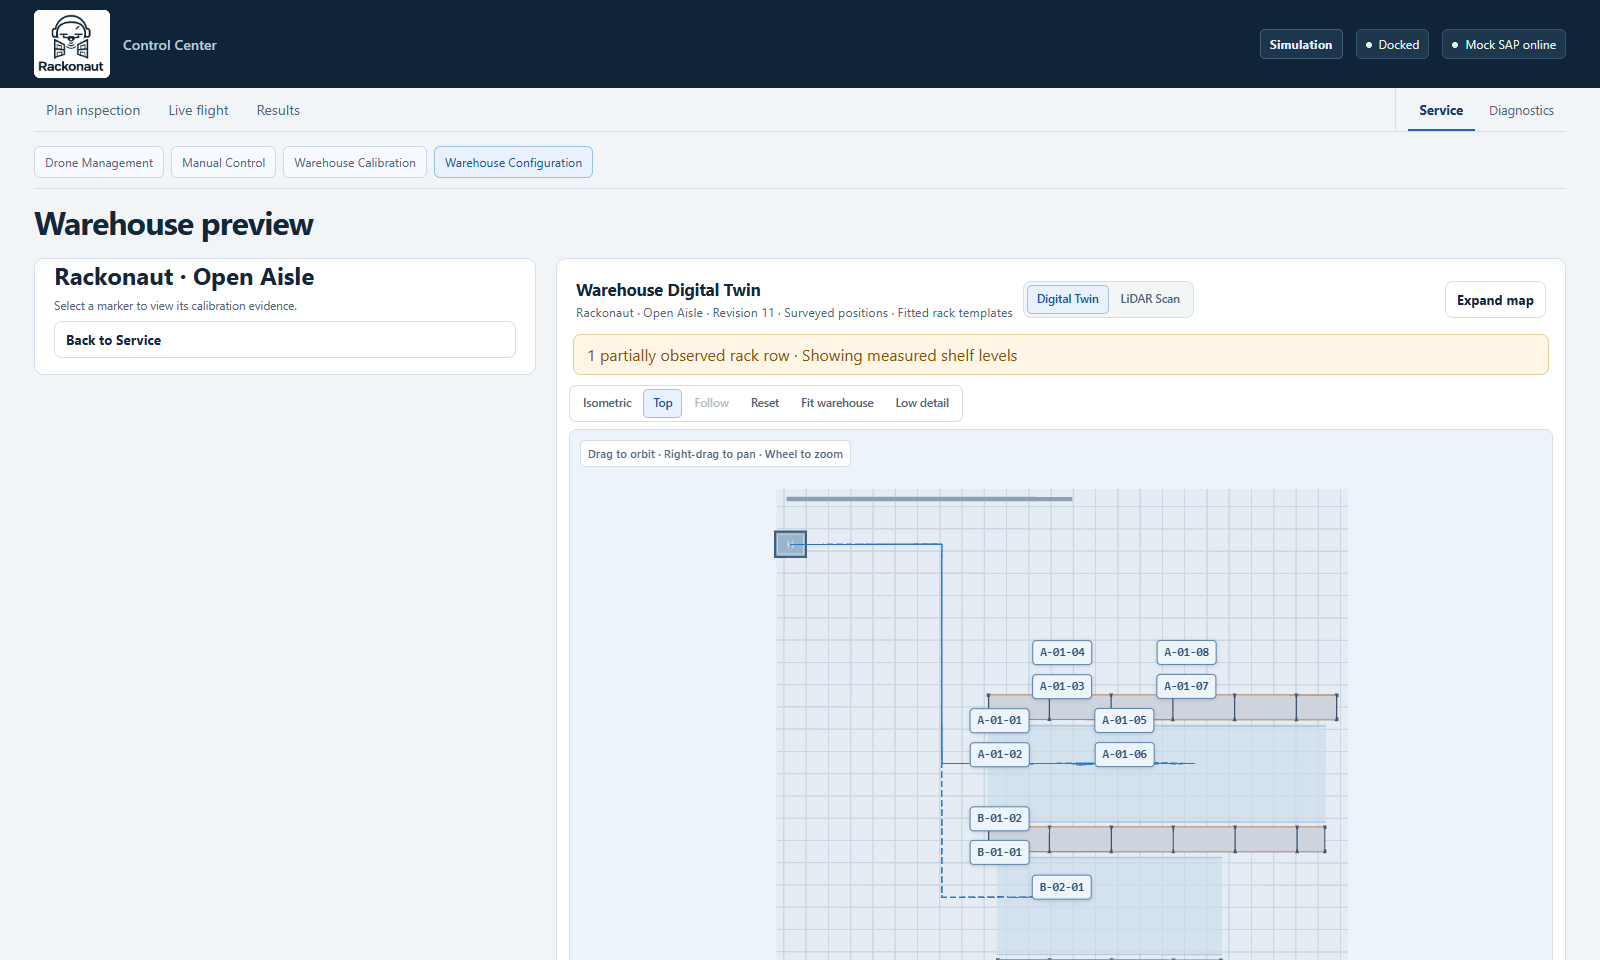 Rackonaut
Control Center
Simulation
Docked
Mock SAP online
Plan inspection
Live flight
Results
Service
Diagnostics
Drone Management
Manual Control
Warehouse Calibration
Warehouse Configuration
Warehouse preview
Rackonaut · Open Aisle
Select a marker to view its calibration evidence.
Back to Service
Warehouse Digital Twin
Rackonaut · Open Aisle · Revision 11 · Surveyed positions · Fitted rack templates
Digital Twin
LiDAR Scan
Expand map
1 partially observed rack row · Showing measured shelf levels
Isometric
Top
Follow
Reset
Fit warehouse
Low detail
Drag to orbit · Right-drag to pan · Wheel to zoom
H
A-01-04
A-01-08
A-01-03
A-01-07
A-01-01
A-01-05
A-01-02
A-01-06
B-01-02
B-01-01
B-02-01